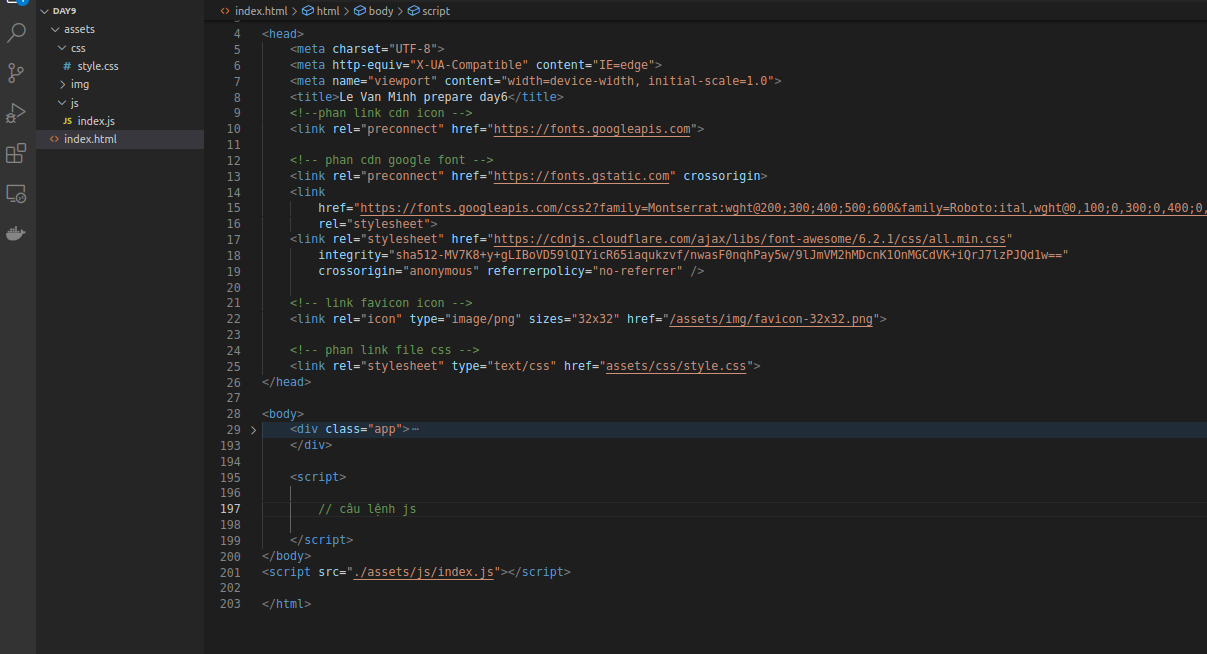 DAY9
assets
css
# style.css
img
js
JS index.js
<> index.html
<> index.html > html > body > script
4 <head>
5 <meta charset="UTF-8">
6 <meta http-equiv="X-UA-Compatible" content="IE=edge">
7 <meta name="viewport" content="width=device-width, initial-scale=1.0">
8 <title>Le Van Minh prepare day6</title>
9 <!--phan link cdn icon -->
10 <link rel="preconnect" href="https://fonts.googleapis.com">
11
12 <!-- phan cdn google font -->
13 <link rel="preconnect" href="https://fonts.gstatic.com" crossorigin>
14 <link
15 href="https://fonts.googleapis.com/css2?family=Montserrat:wght@200;300;400;500;600&family=Roboto:ital,wght@0,100;0,300;0,400;0,
16 rel="stylesheet">
17 <link rel="stylesheet" href="https://cdnjs.cloudflare.com/ajax/libs/font-awesome/6.2.1/css/all.min.css"
18 integrity="sha512-MV7K8+y+gLIBoVD59lQIYicR65iaqukzvf/nwasF0nqhPay5w/9lJmVM2hMDcnK1OnMGCdVK+iQrJ7lzPJQd1w=="
19 crossorigin="anonymous" referrerpolicy="no-referrer" />
20
21 <!-- link favicon icon -->
22 <link rel="icon" type="image/png" sizes="32x32" href="/assets/img/favicon-32x32.png">
23
24 <!-- phan link file css -->
25 <link rel="stylesheet" type="text/css" href="assets/css/style.css">
26 </head>
27
28 <body>
29 <div class="app">⋯
193 </div>
194
195 <script>
196
197 // câu lệnh js
198
199 </script>
200 </body>
201 <script src="./assets/js/index.js"></script>
202
203 </html>